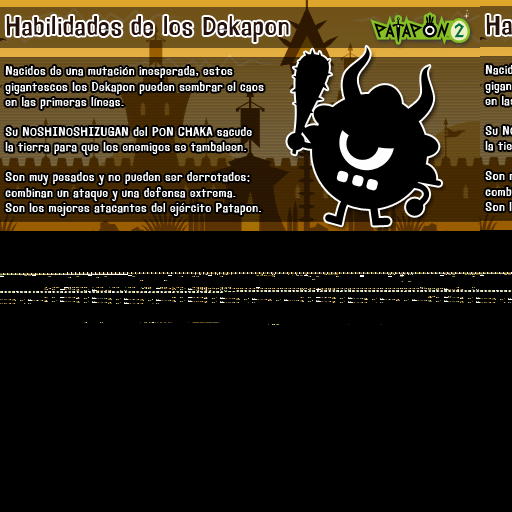 Habilidades de los Dekapon
PATAPON 2
Ha
Nacidos de una mutación inesperada, estos
gigantescos los Dekapon pueden sembrar el caos
en las primeras líneas.
Su NOSHINOSHIZUGAN del PON CHAKA sacude
la tierra para que los enemigos se tambaleen.
Son muy pesados y no pueden ser derrotados;
combinan un ataque y una defensa extrema.
Son los mejores atacantes del ejército Patapon.
Nacid
gigan
en las
Su N
la tie
Son m
comb
Son l